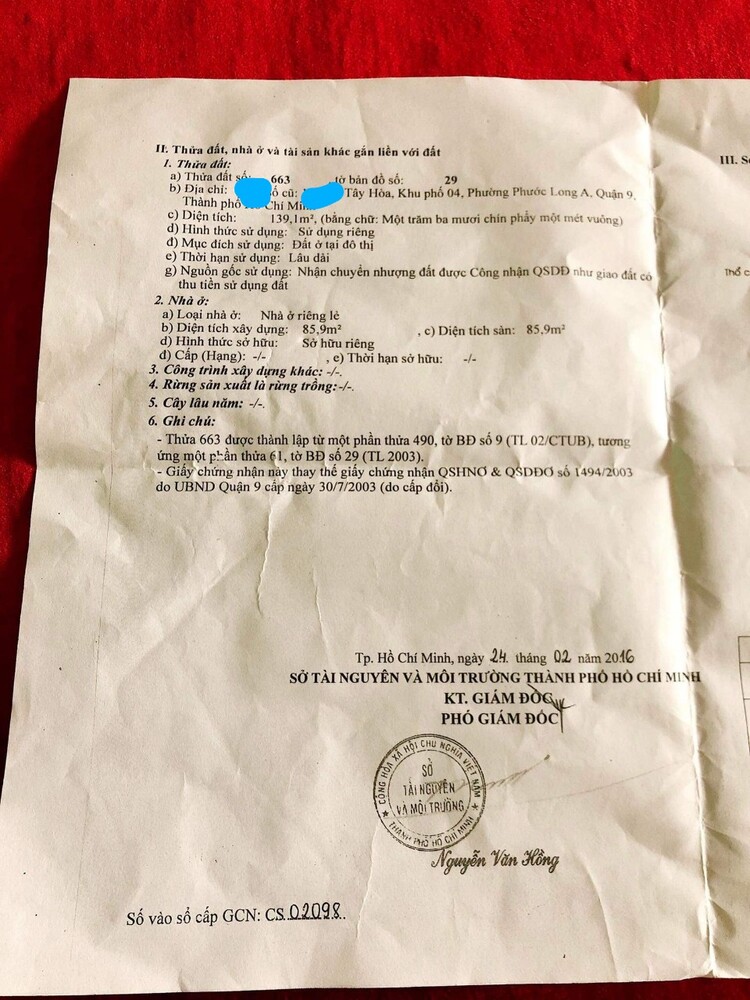 II. Thửa đất, nhà ở và tài sản khác gắn liền với đất
1. Thửa đất:
a) Thửa đất số: 663 , tờ bản đồ số: 29
b) Địa chỉ: số cũ: Tây Hòa, Khu phố 04, Phường Phước Long A, Quận 9,
Thành phố Hồ Chí Minh
c) Diện tích: 139,1m², (bằng chữ: Một trăm ba mươi chín phẩy một mét vuông)
d) Hình thức sử dụng: Sử dụng riêng
đ) Mục đích sử dụng: Đất ở tại đô thị
e) Thời hạn sử dụng: Lâu dài
g) Nguồn gốc sử dụng: Nhận chuyển nhượng đất được Công nhận QSDĐ như giao đất có
thu tiền sử dụng đất
2. Nhà ở:
a) Loại nhà ở: Nhà ở riêng lẻ
b) Diện tích xây dựng: 85,9m² , c) Diện tích sàn: 85,9m²
d) Hình thức sở hữu: Sở hữu riêng
đ) Cấp (Hạng): -/- , e) Thời hạn sở hữu: -/-
3. Công trình xây dựng khác: -/-.
4. Rừng sản xuất là rừng trồng:-/-.
5. Cây lâu năm: -/-.
6. Ghi chú:
- Thửa 663 được thành lập từ một phần thửa 490, tờ BĐ số 9 (TL 02/CTUB), tương
ứng một phần thửa 61, tờ BĐ số 29 (TL 2003).
- Giấy chứng nhận này thay thế giấy chứng nhận QSHNƠ & QSDĐƠ số 1494/2003
do UBND Quận 9 cấp ngày 30/7/2003 (do cấp đổi).
Tp. Hồ Chí Minh, ngày 24 tháng 02 năm 2016
SỞ TÀI NGUYÊN VÀ MÔI TRƯỜNG THÀNH PHỐ HỒ CHÍ MINH
KT. GIÁM ĐỐC
PHÓ GIÁM ĐỐC
CỘNG HÒA XÃ HỘI CHỦ NGHĨA VIỆT NAM
SỞ
TÀI NGUYÊN
VÀ MÔI TRƯỜNG
THÀNH PHỐ HỒ CHÍ MINH
Nguyễn Văn Hồng
Số vào sổ cấp GCN: CS 02098.
III. S
Thổ c